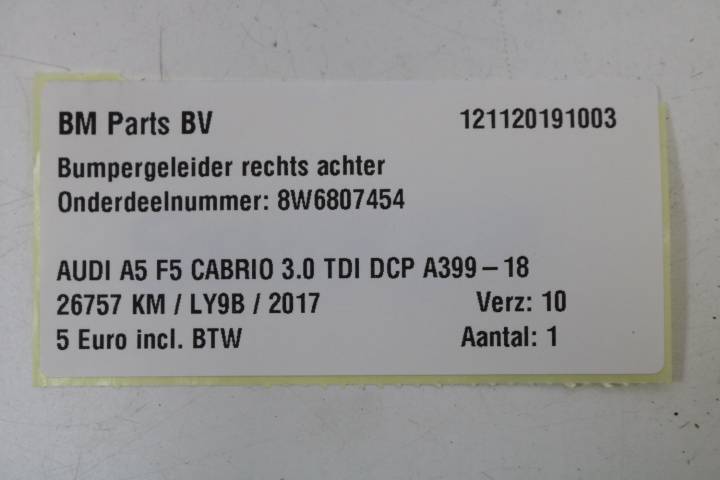 BM Parts BV 121120191003
Bumpergeleider rechts achter
Onderdeelnummer: 8W6807454
AUDI A5 F5 CABRIO 3.0 TDI DCP A399 – 18
26757 KM / LY9B / 2017 Verz: 10
5 Euro incl. BTW Aantal: 1